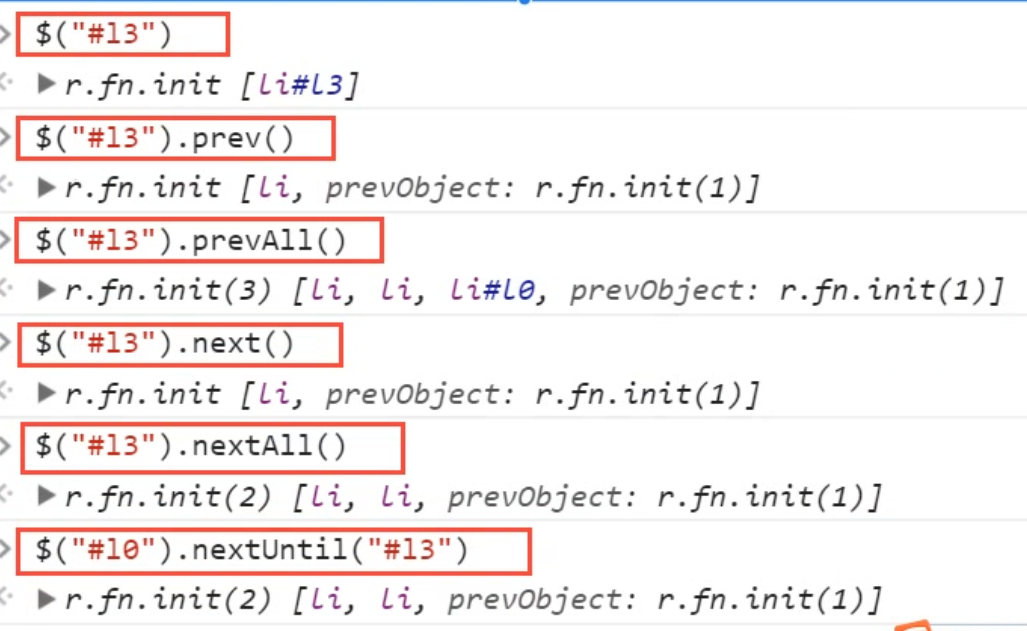 > $("#l3")
<· ▶r.fn.init [li#l3]
> $("#l3").prev()
<· ▶r.fn.init [li, prevObject: r.fn.init(1)]
> $("#l3").prevAll()
<· ▶r.fn.init(3) [li, li, li#l0, prevObject: r.fn.init(1)]
> $("#l3").next()
<· ▶r.fn.init [li, prevObject: r.fn.init(1)]
> $("#l3").nextAll()
<· ▶r.fn.init(2) [li, li, prevObject: r.fn.init(1)]
> $("#l0").nextUntil("#l3")
<· ▶r.fn.init(2) [li, li, prevObject: r.fn.init(1)]